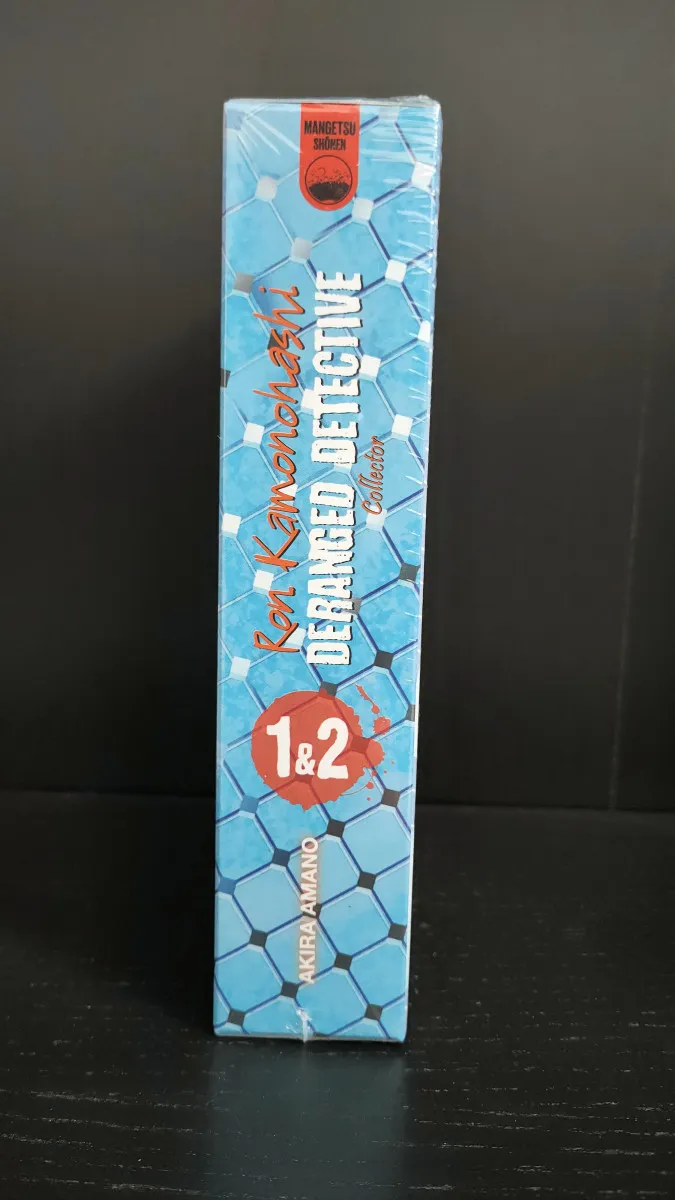 MANGETSU
SHŌNEN
Ron Kamonohashi
DERANGED DETECTIVE
Collector
1&2
AKIRA AMANO